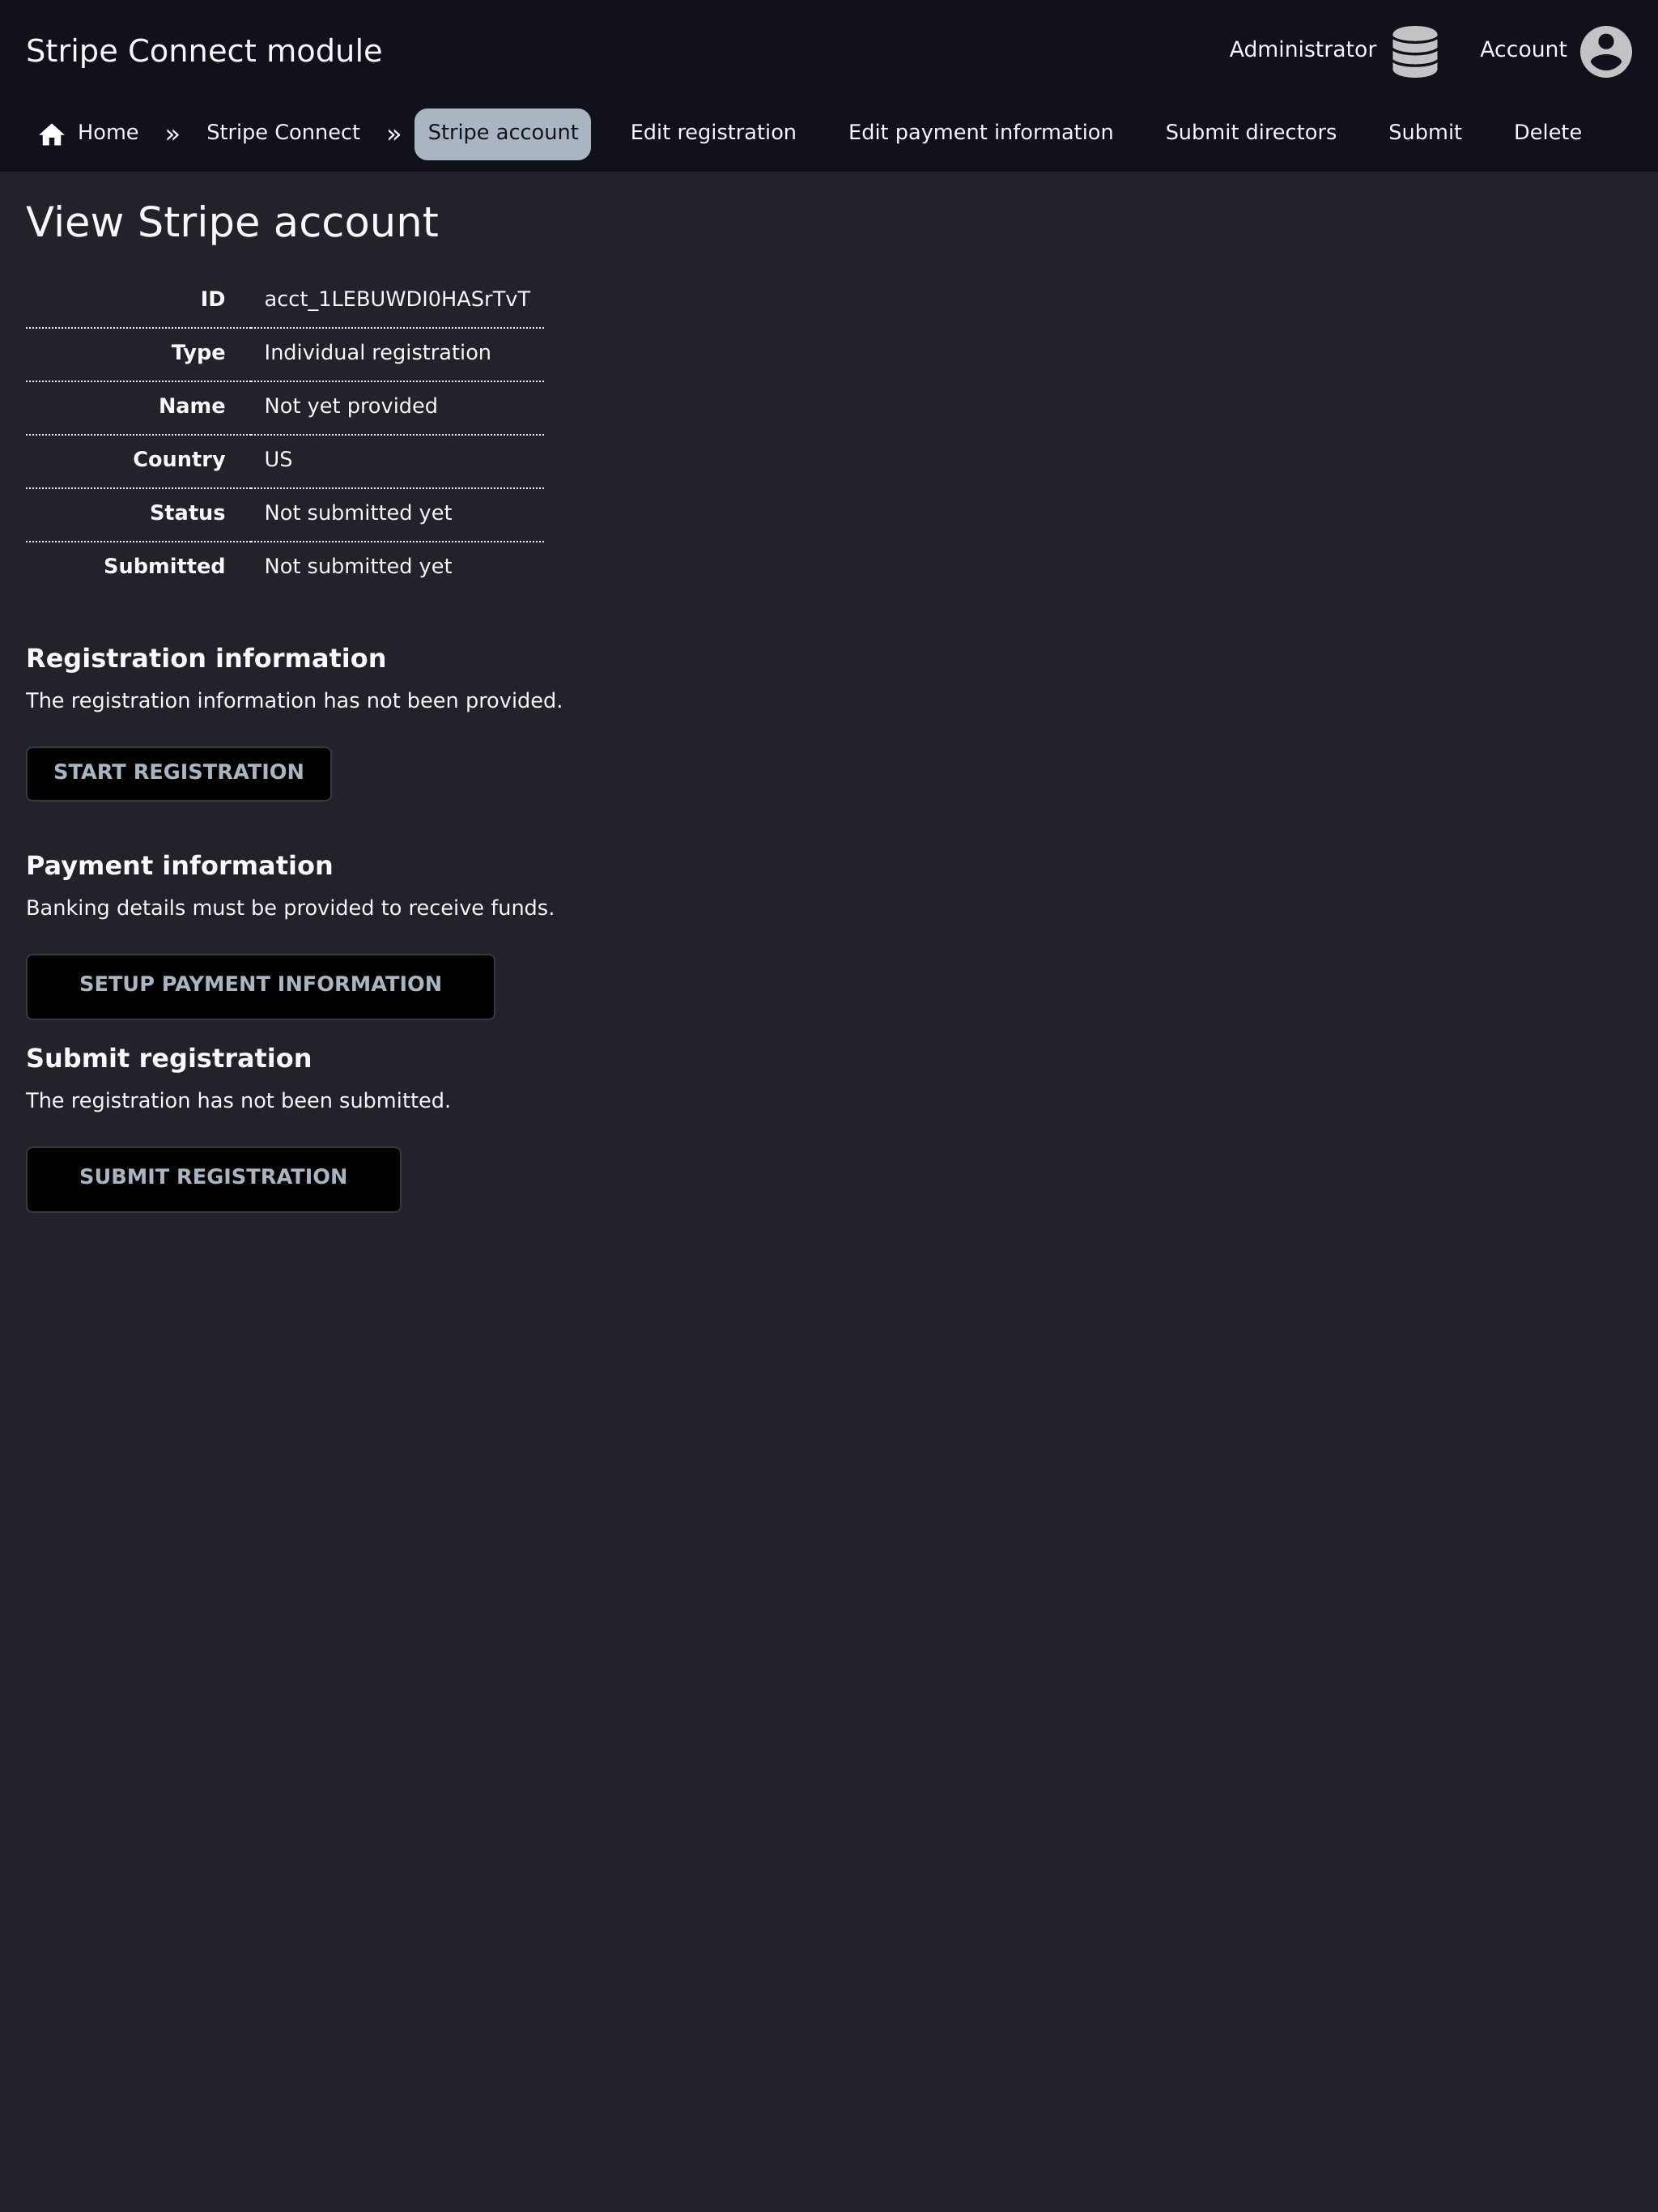 Stripe Connect module
Administrator
Account
Home » Stripe Connect » Stripe account Edit registration Edit payment information Submit directors Submit Delete
View Stripe account
ID acct_1LEBUWDI0HASrTvT
Type Individual registration
Name Not yet provided
Country US
Status Not submitted yet
Submitted Not submitted yet
Registration information
The registration information has not been provided.
START REGISTRATION
Payment information
Banking details must be provided to receive funds.
SETUP PAYMENT INFORMATION
Submit registration
The registration has not been submitted.
SUBMIT REGISTRATION